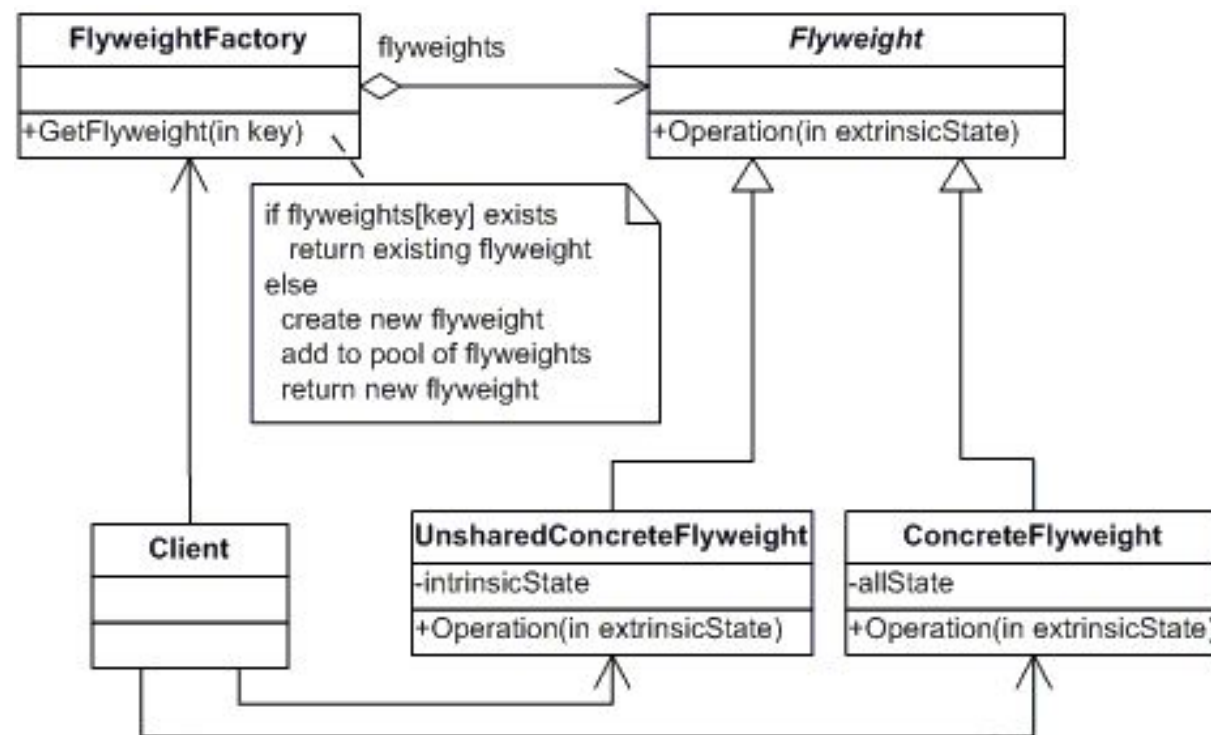 FlyweightFactory
+GetFlyweight(in key)
flyweights
Flyweight
+Operation(in extrinsicState)
if flyweights[key] exists
return existing flyweight
else
create new flyweight
add to pool of flyweights
return new flyweight
Client
UnsharedConcreteFlyweight
-intrinsicState
+Operation(in extrinsicState)
ConcreteFlyweight
-allState
+Operation(in extrinsicState)